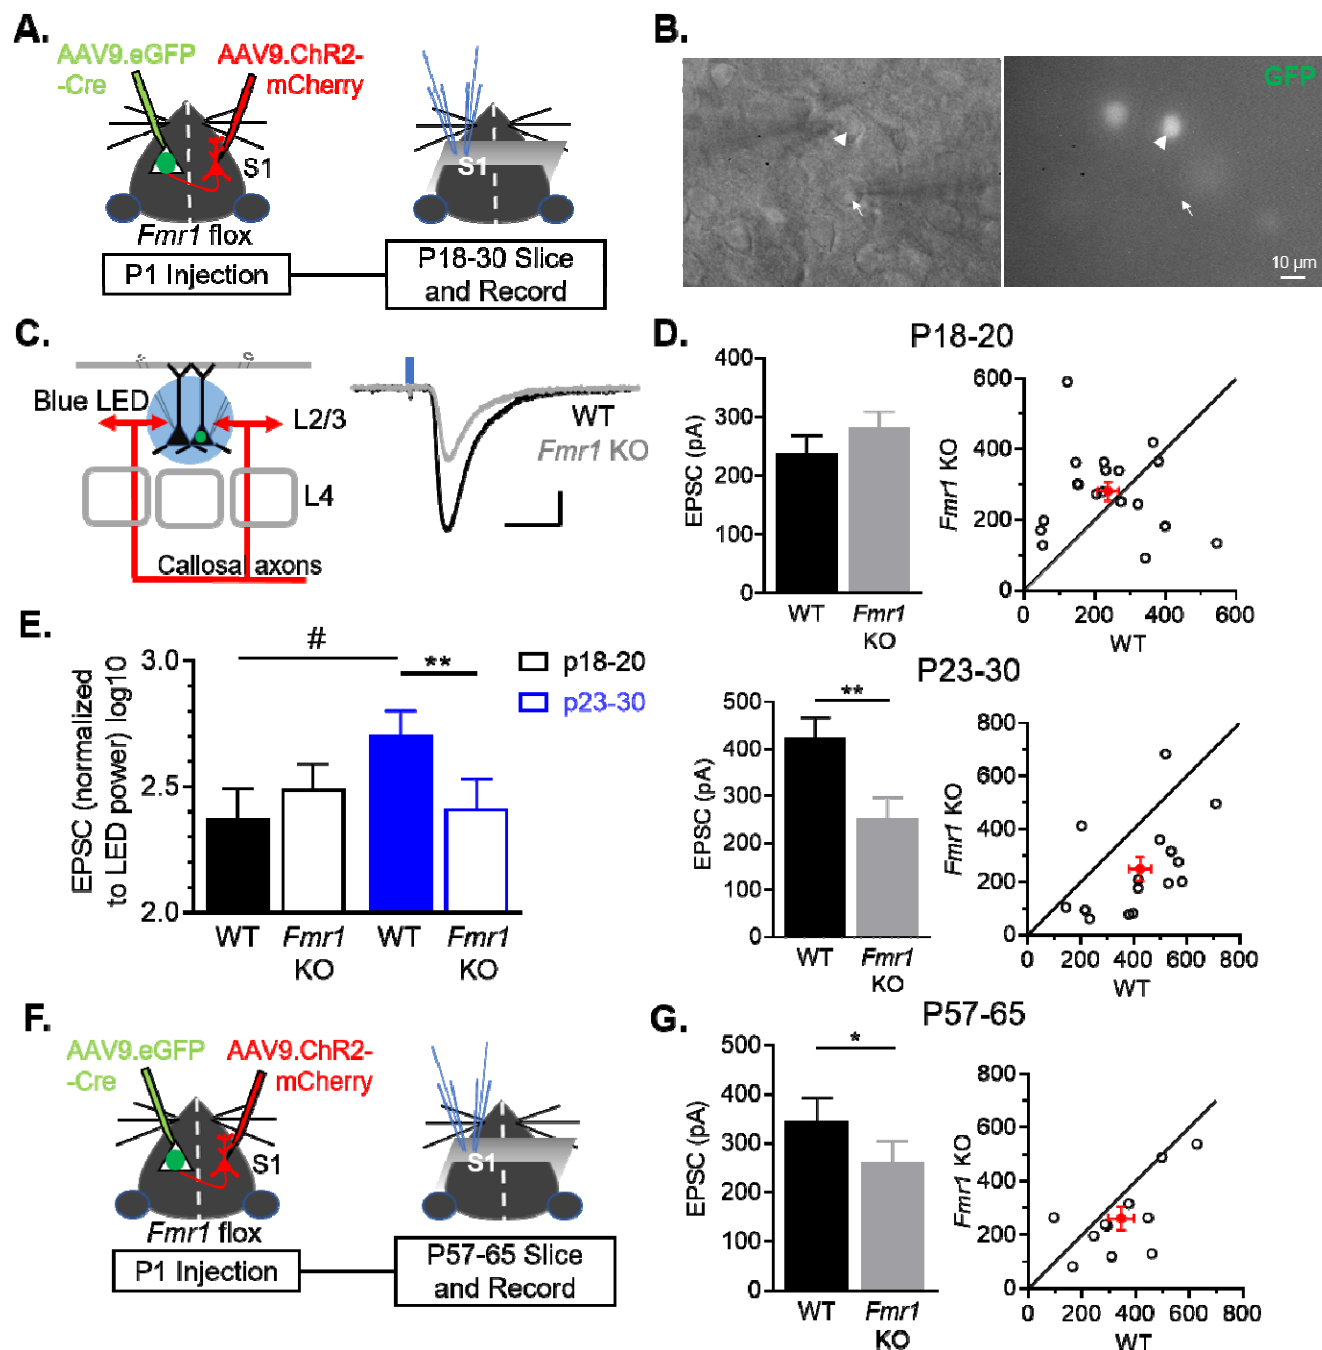 A.
AAV9.eGFP
-Cre
AAV9.ChR2-
mCherry
S1
Fmr1 flox
P1 Injection
S1
P18-30 Slice
and Record
B.
GFP
10 µm
C.
Blue LED
L2/3
L4
Callosal axons
WT
Fmr1 KO
D.
P18-20
EPSC (pA)
400
300
200
100
0
WT
Fmr1
KO
Fmr1 KO
600
400
200
0
0 200 400 600
WT
P23-30
EPSC (pA)
500
400
300
200
100
0
**
WT
Fmr1
KO
Fmr1 KO
800
600
400
200
0
0 200 400 600 800
WT
E.
EPSC (normalized
to LED power) log10
3.0
2.5
2.0
#
**
p18-20
p23-30
WT Fmr1 WT Fmr1
KO KO
F.
AAV9.eGFP
-Cre
AAV9.ChR2-
mCherry
S1
Fmr1 flox
P1 Injection
S1
P57-65 Slice
and Record
G.
P57-65
EPSC (pA)
500
400
300
200
100
0
*
WT
Fmr1
KO
Fmr1 KO
800
600
400
200
0
0 200 400 600 800
WT